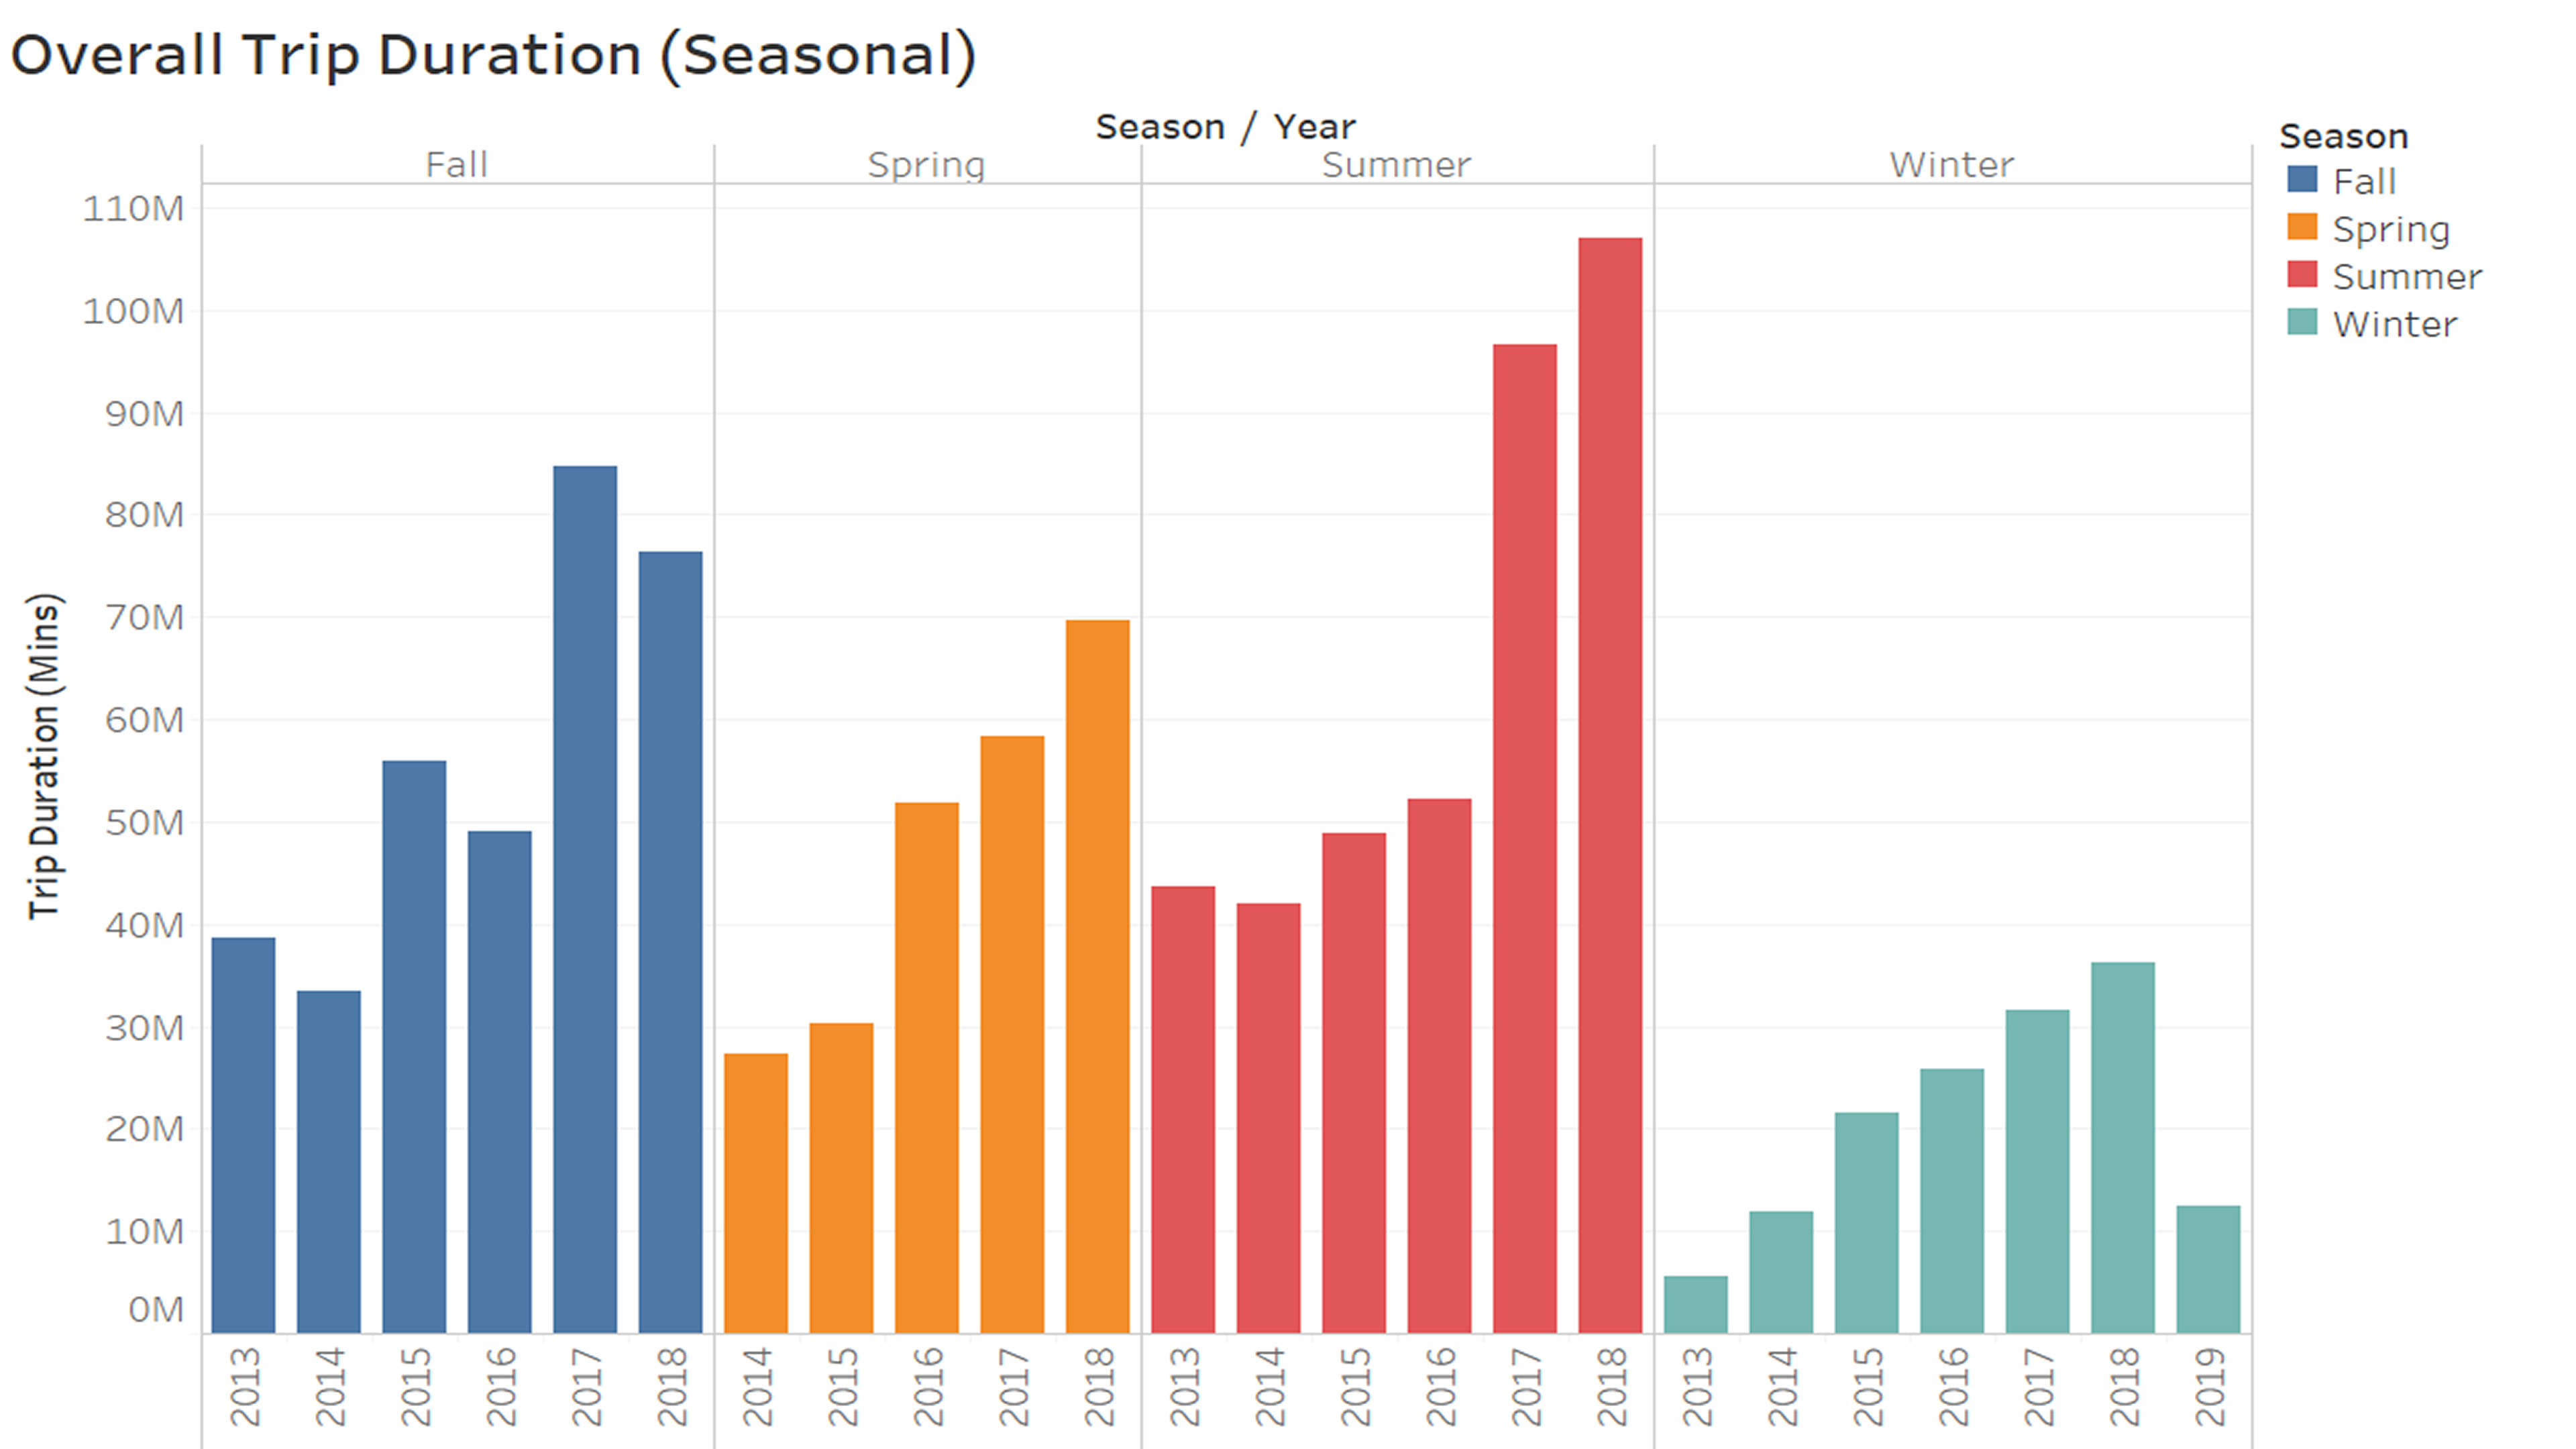 Overall Trip Duration (Seasonal)
Season / Year
Fall Spring Summer Winter
110M
100M
90M
80M
70M
60M
50M
40M
30M
20M
10M
0M
Trip Duration (Mins)
2013 2014 2015 2016 2017 2018 2014 2015 2016 2017 2018 2013 2014 2015 2016 2017 2018 2013 2014 2015 2016 2017 2018 2019
Season
Fall
Spring
Summer
Winter